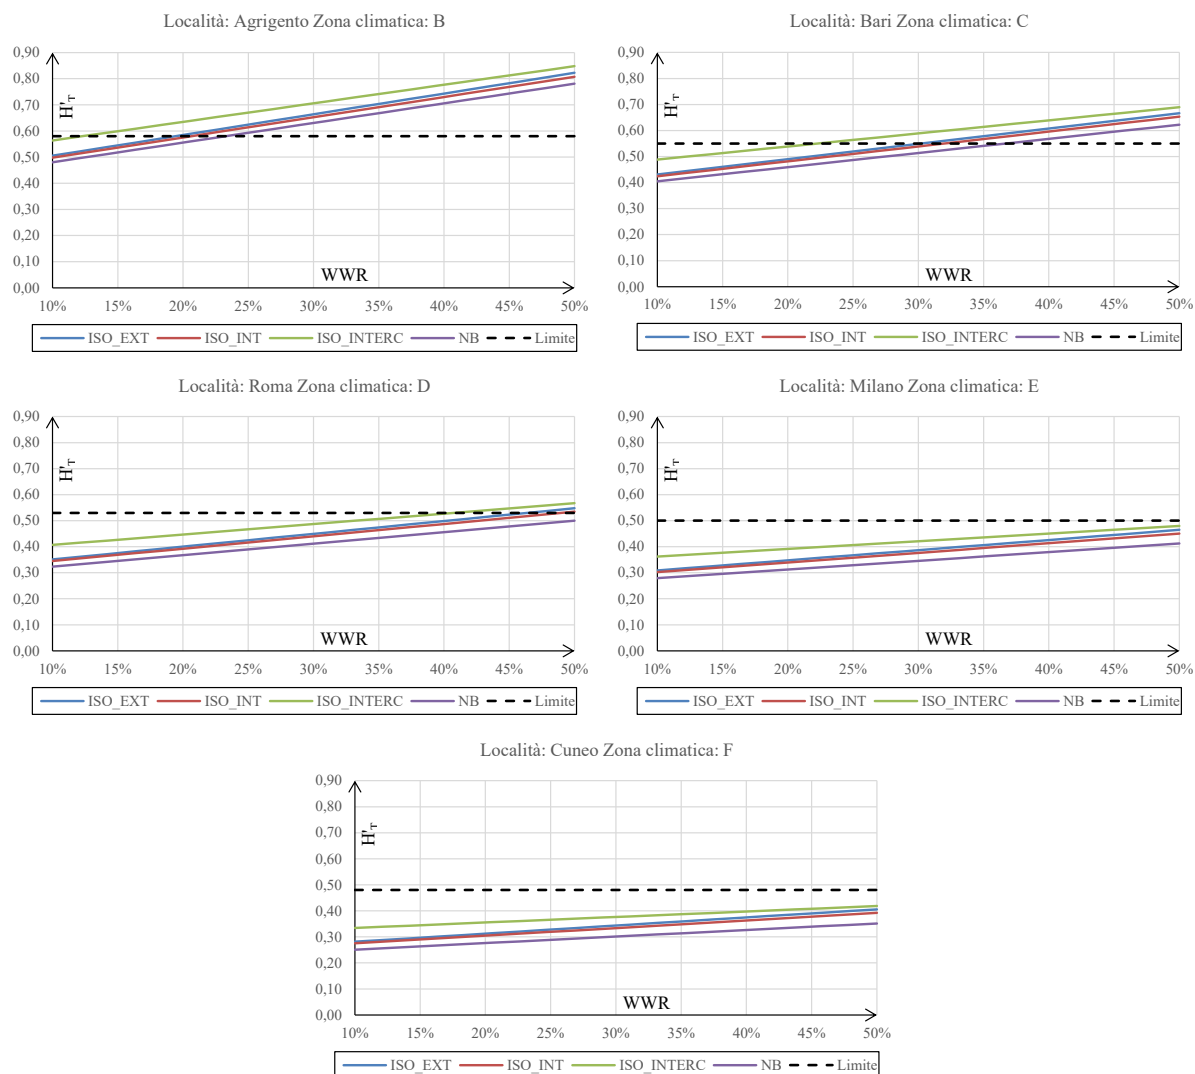 Località: Agrigento Zona climatica: B
0,90
0,80
0,70
0,60
0,50
0,40
0,30
0,20
0,10
0,00
H'T
WWR
10% 15% 20% 25% 30% 35% 40% 45% 50%
ISO_EXT ISO_INT ISO_INTERC NB Limite
Località: Bari Zona climatica: C
0,90
0,80
0,70
0,60
0,50
0,40
0,30
0,20
0,10
0,00
H'T
WWR
10% 15% 20% 25% 30% 35% 40% 45% 50%
ISO_EXT ISO_INT ISO_INTERC NB Limite
Località: Roma Zona climatica: D
0,90
0,80
0,70
0,60
0,50
0,40
0,30
0,20
0,10
0,00
H'T
WWR
10% 15% 20% 25% 30% 35% 40% 45% 50%
ISO_EXT ISO_INT ISO_INTERC NB Limite
Località: Milano Zona climatica: E
0,90
0,80
0,70
0,60
0,50
0,40
0,30
0,20
0,10
0,00
H'T
WWR
10% 15% 20% 25% 30% 35% 40% 45% 50%
ISO_EXT ISO_INT ISO_INTERC NB Limite
Località: Cuneo Zona climatica: F
0,90
0,80
0,70
0,60
0,50
0,40
0,30
0,20
0,10
0,00
H'T
WWR
10% 15% 20% 25% 30% 35% 40% 45% 50%
ISO_EXT ISO_INT ISO_INTERC NB Limite